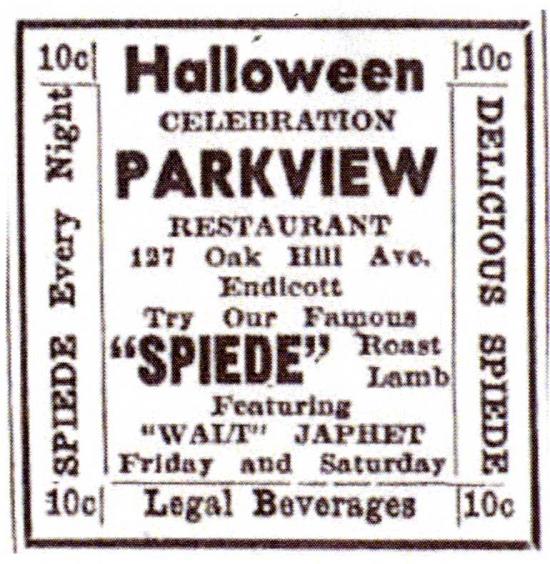 10c
Halloween
10c
CELEBRATION
PARKVIEW
RESTAURANT
127 Oak Hill Ave.
Endicott
Try Our Famous
"SPIEDE" Roast Lamb
Featuring
"WALT" JAPHET
Friday and Saturday
Legal Beverages
10c
10c
SPIEDE Every Night
DELICIOUS SPIEDE